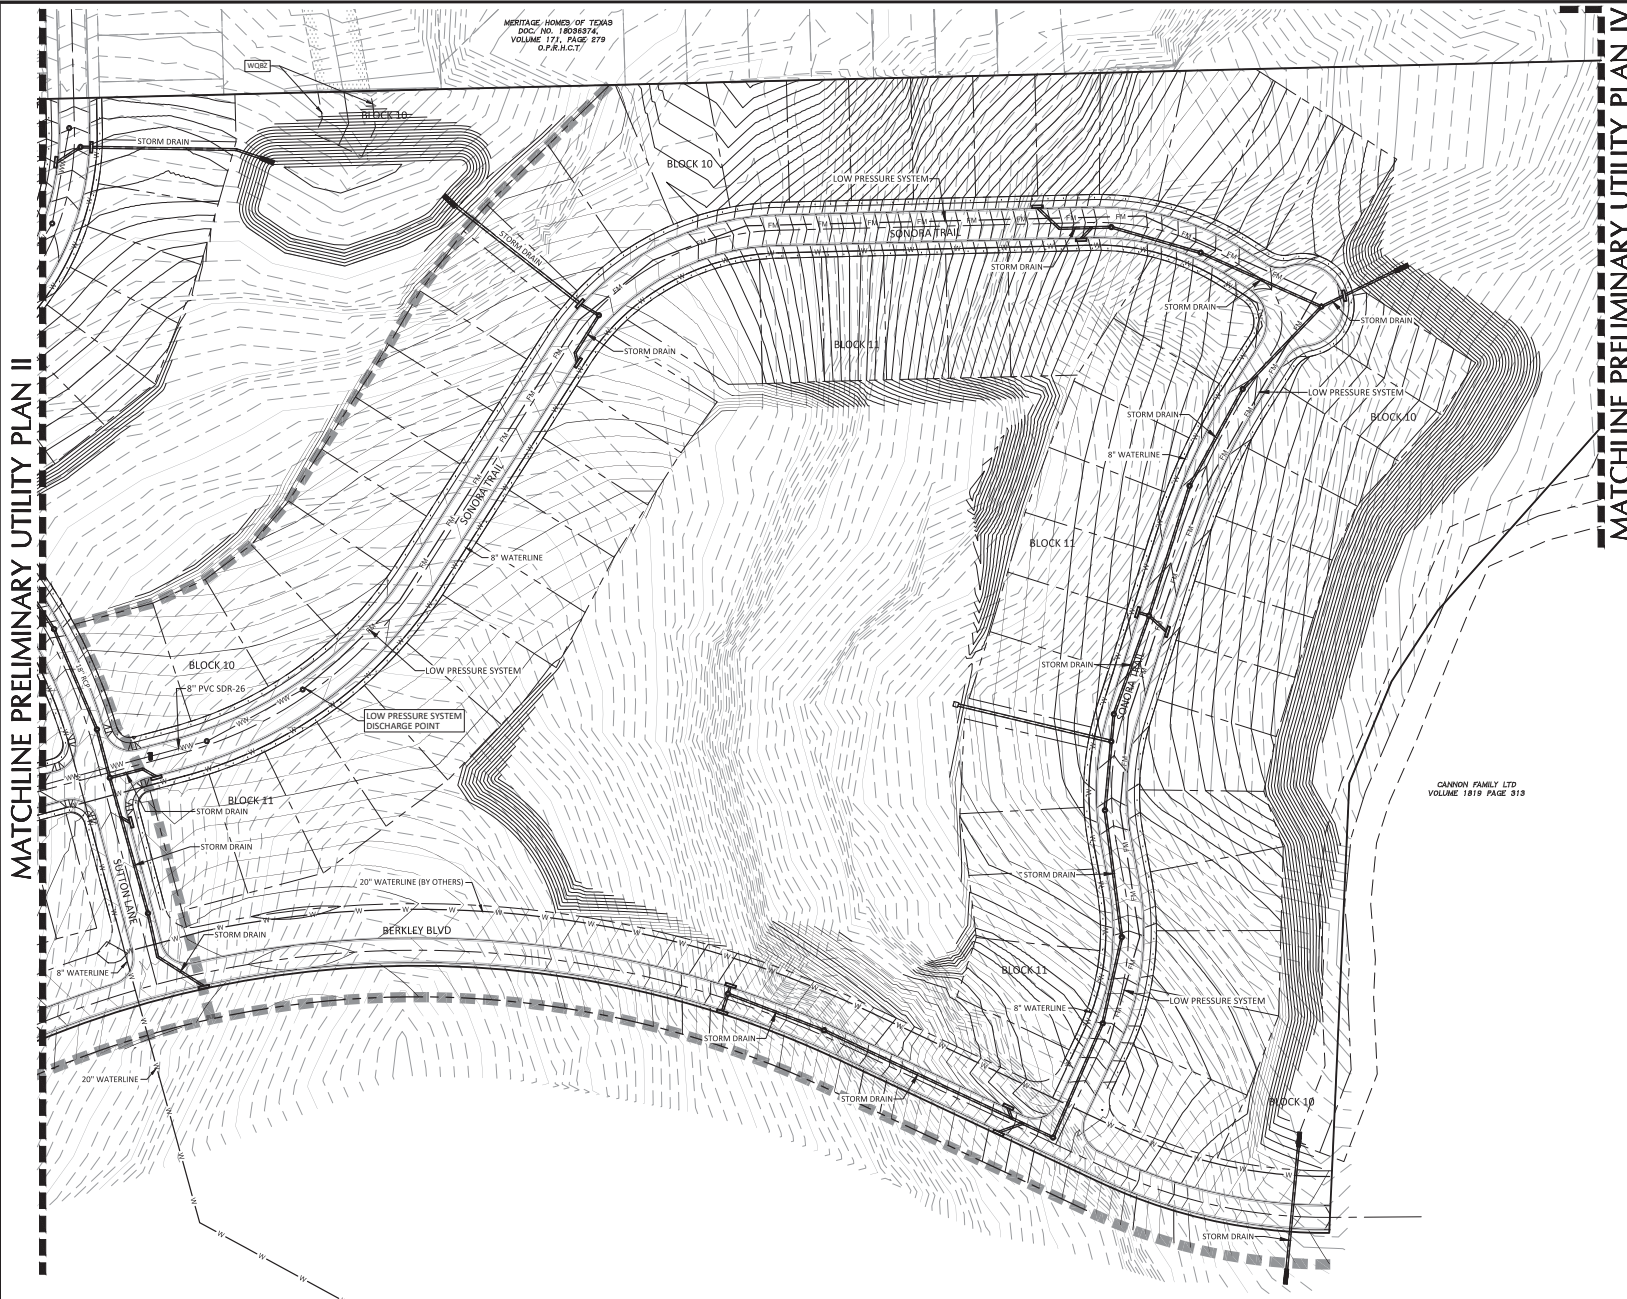 MERITAGE HOMES OF TEXAS
DOC. NO. 18036374,
VOLUME 171, PAGE 279
O.P.R.H.C.T
WQBZ
BLOCK 10
STORM DRAIN
BLOCK 10
LOW PRESSURE SYSTEM
SONORA TRAIL
STORM DRAIN
STORM DRAIN
STORM DRAIN
STORM DRAIN
STORM DRAIN
BLOCK 11
LOW PRESSURE SYSTEM
STORM DRAIN
BLOCK 10
8" WATERLINE
SONORA TRAIL
BLOCK 11
8" WATERLINE
BLOCK 10
LOW PRESSURE SYSTEM
STORM DRAIN
SONORA TRAIL
18" RCP
8" PVC SDR-26
LOW PRESSURE SYSTEM
DISCHARGE POINT
CANNON FAMILY LTD
VOLUME 1819 PAGE 313
BLOCK 11
STORM DRAIN
STORM DRAIN
SUTTON LANE
STORM DRAIN
20" WATERLINE (BY OTHERS)
BERKLEY BLVD
STORM DRAIN
8" WATERLINE
BLOCK 11
LOW PRESSURE SYSTEM
8" WATERLINE
STORM DRAIN
20" WATERLINE
STORM DRAIN
BLOCK 10
STORM DRAIN
MATCHLINE PRELIMINARY UTILITY PLAN II
MATCHLINE PRELIMINARY UTILITY PLAN IV